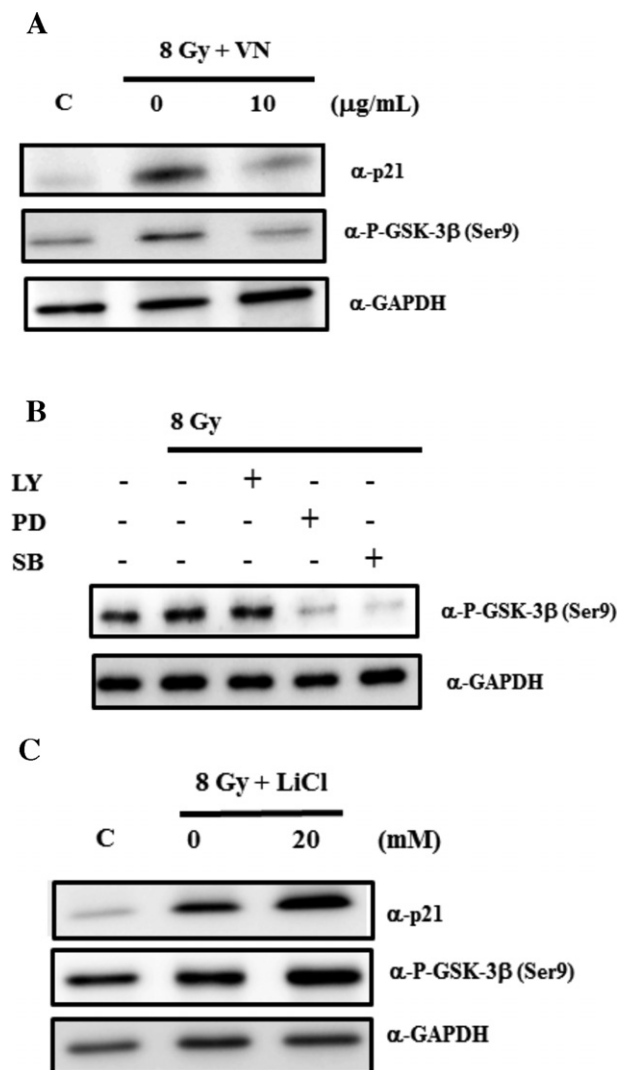 A
8 Gy + VN
C 0 10 (μg/mL)
α-p21
α-P-GSK-3β (Ser9)
α-GAPDH
B
8 Gy
LY - - + - -
PD - - - + -
SB - - - - +
α-P-GSK-3β (Ser9)
α-GAPDH
C
8 Gy + LiCl
C 0 20 (mM)
α-p21
α-P-GSK-3β (Ser9)
α-GAPDH